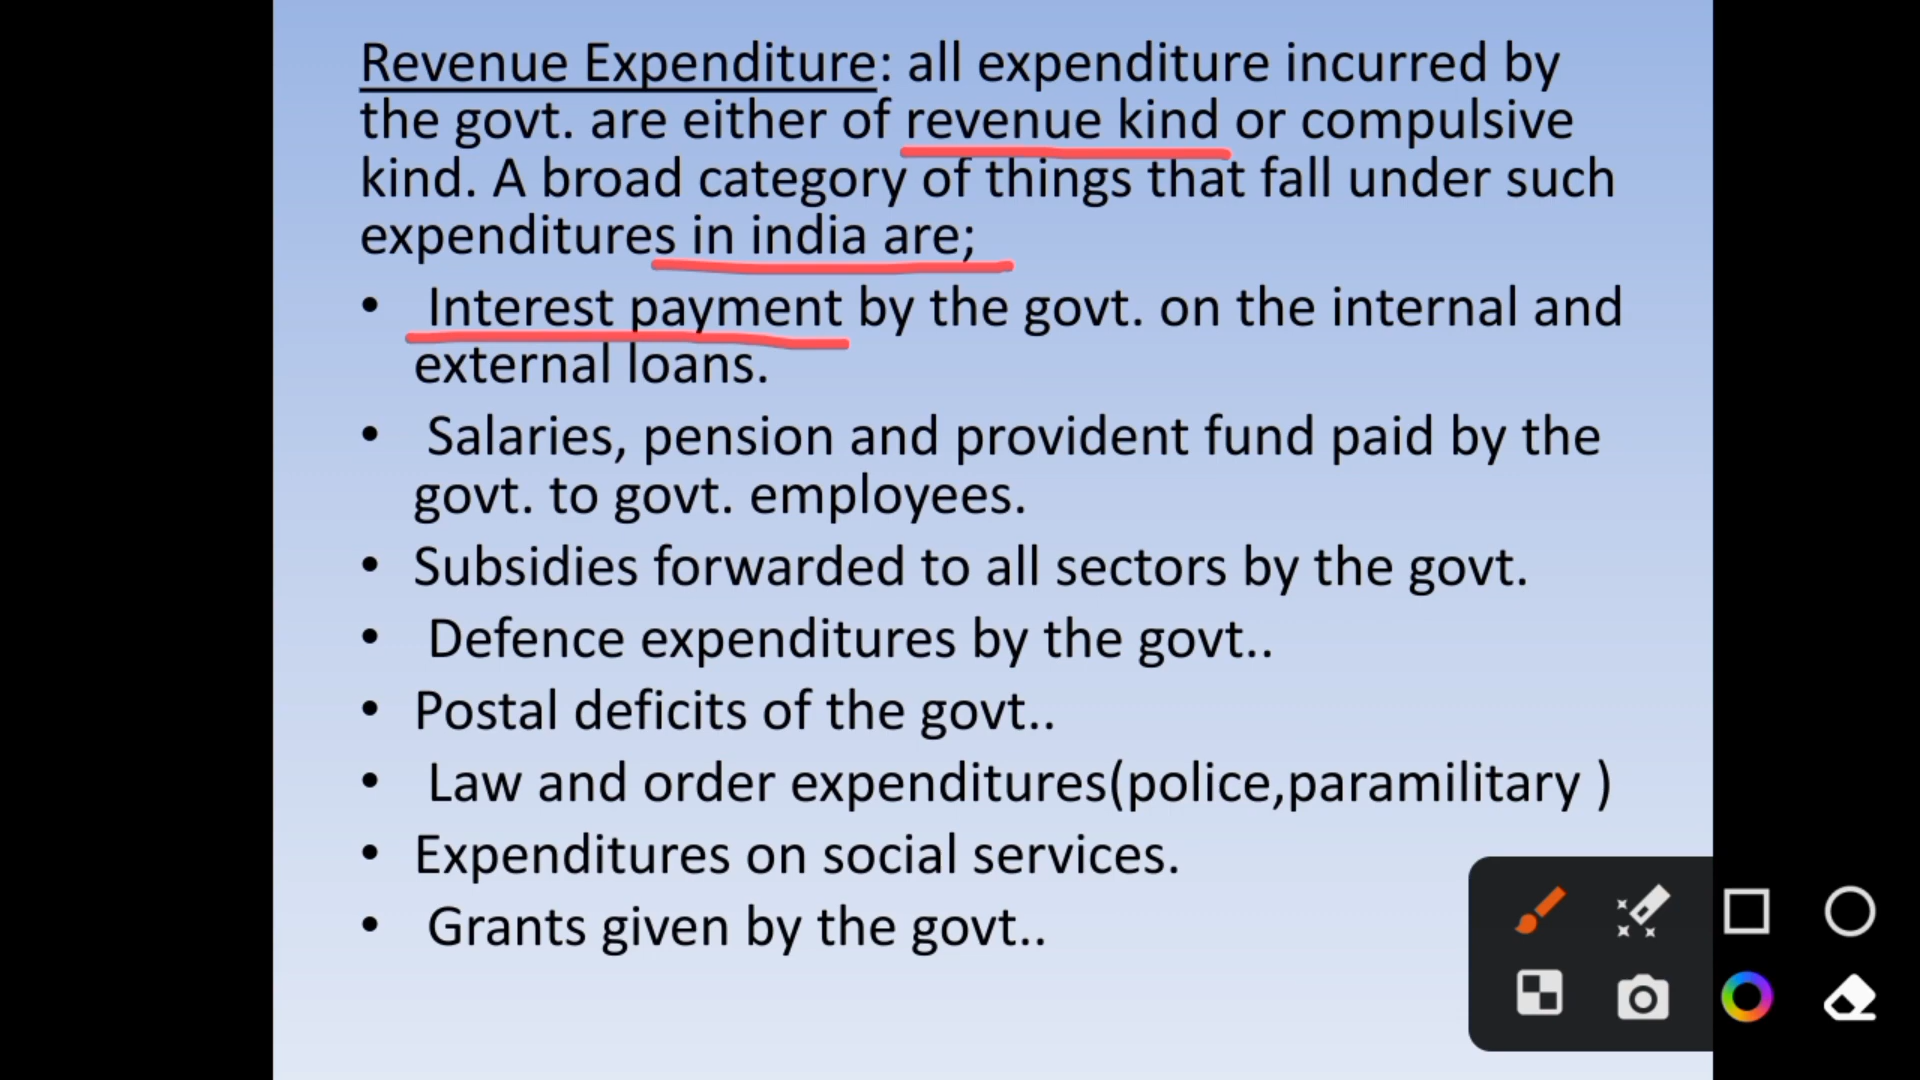 Revenue Expenditure: all expenditure incurred by
the govt. are either of revenue kind or compulsive
kind. A broad category of things that fall under such
expenditures in india are;
• Interest payment by the govt. on the internal and
external loans.
• Salaries, pension and provident fund paid by the
govt. to govt. employees.
• Subsidies forwarded to all sectors by the govt.
• Defence expenditures by the govt..
• Postal deficits of the govt..
• Law and order expenditures(police,paramilitary )
• Expenditures on social services.
• Grants given by the govt..